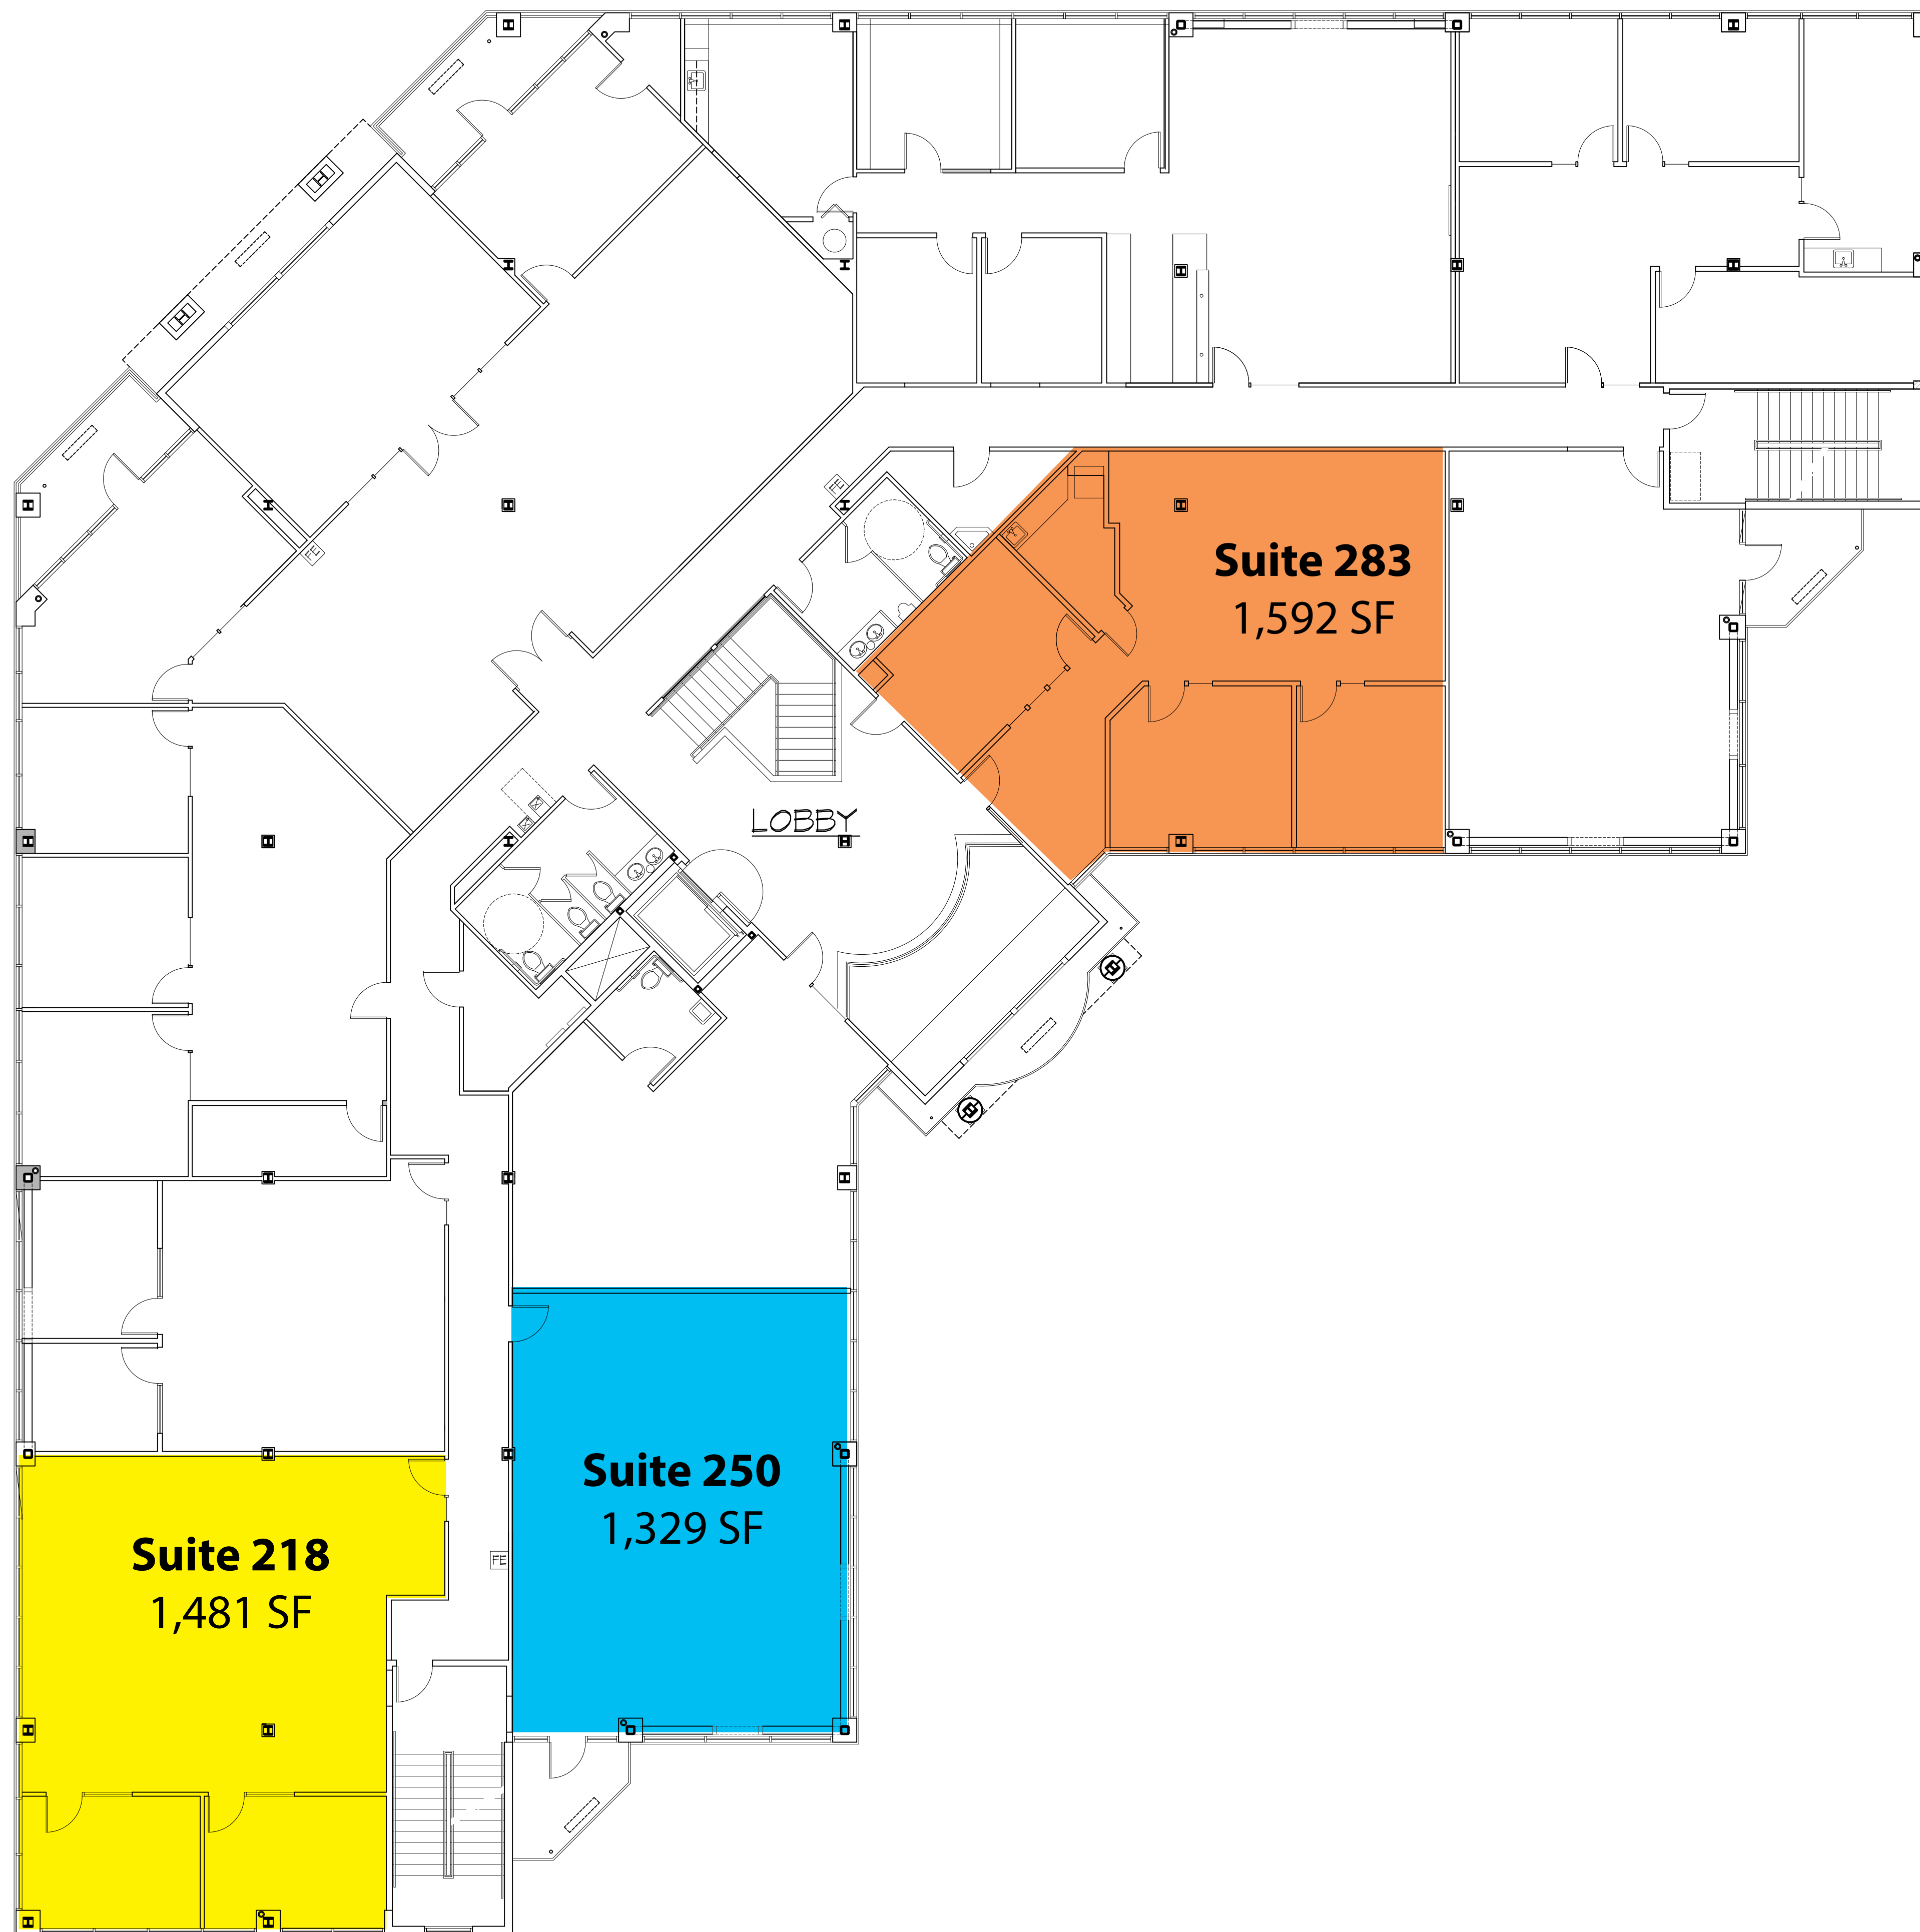 FE
FE
Suite 283
1,592 SF
LOBBY
Suite 250
1,329 SF
Suite 218
1,481 SF
FE